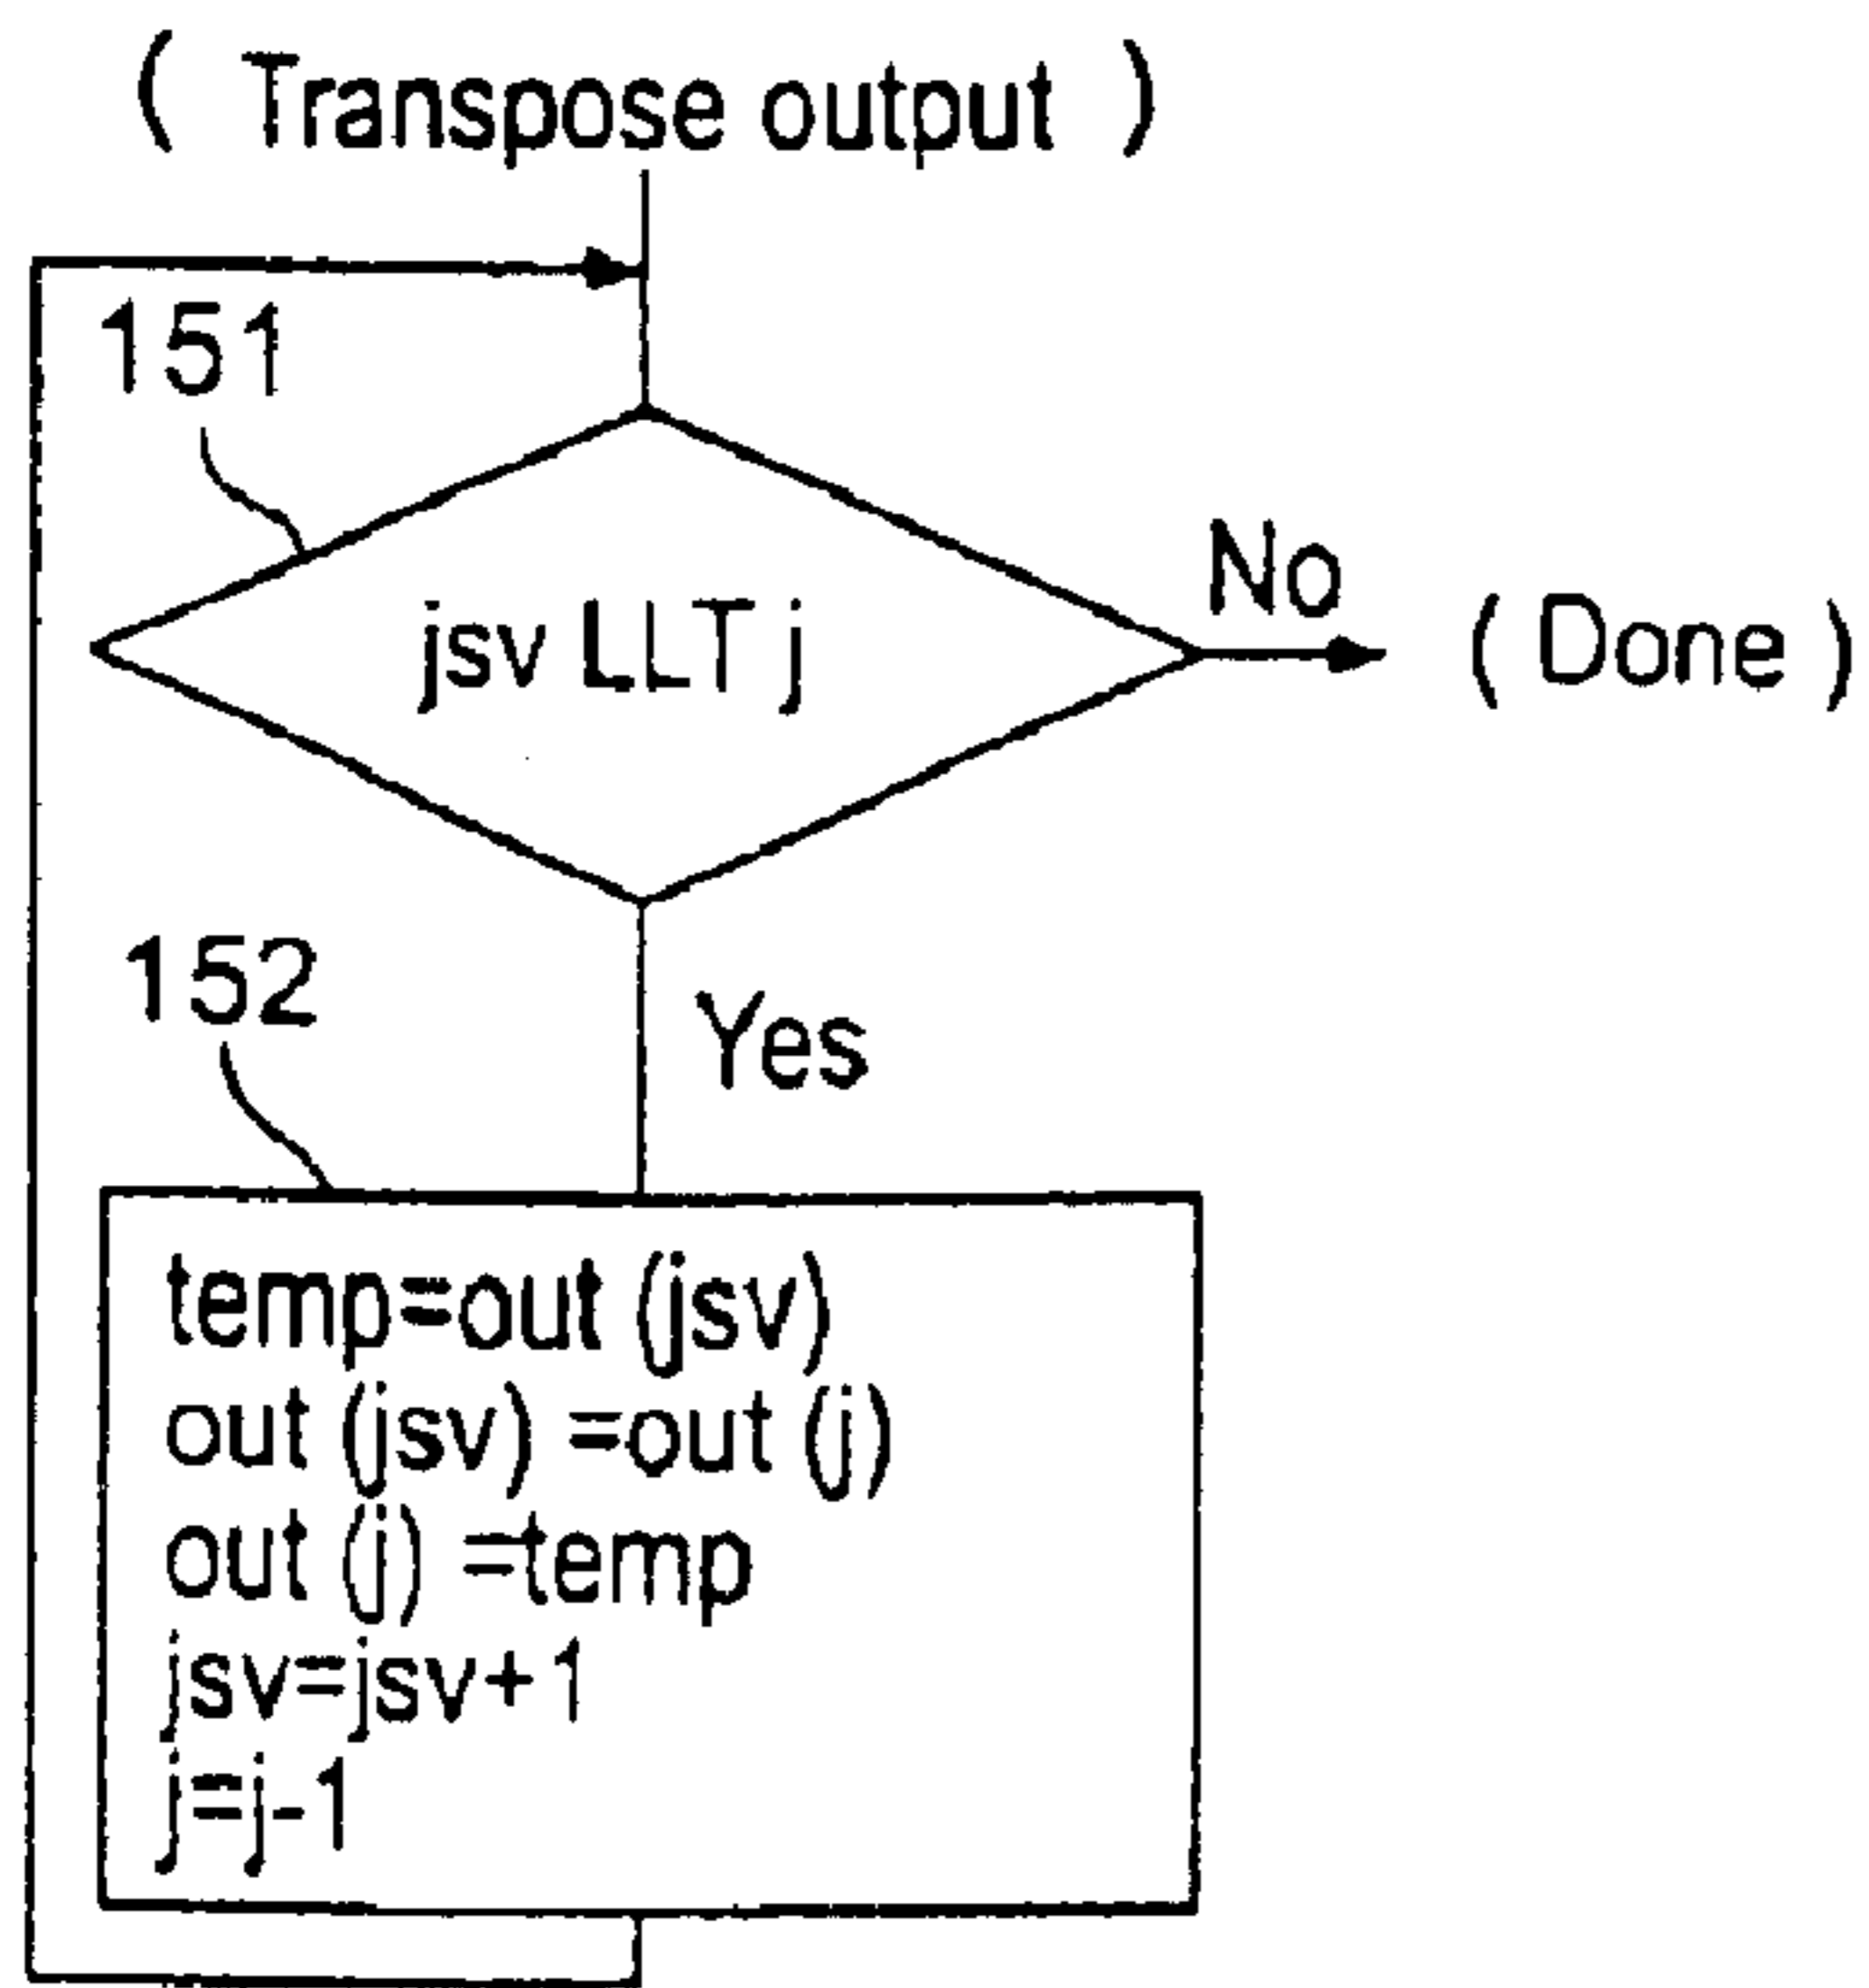 ( Transpose output )
151
jsv LLT j
No
( Done )
152
Yes
temp=out (jsv)
out (jsv) =out (j)
out (j) =temp
jsv=jsv+1
j=j-1